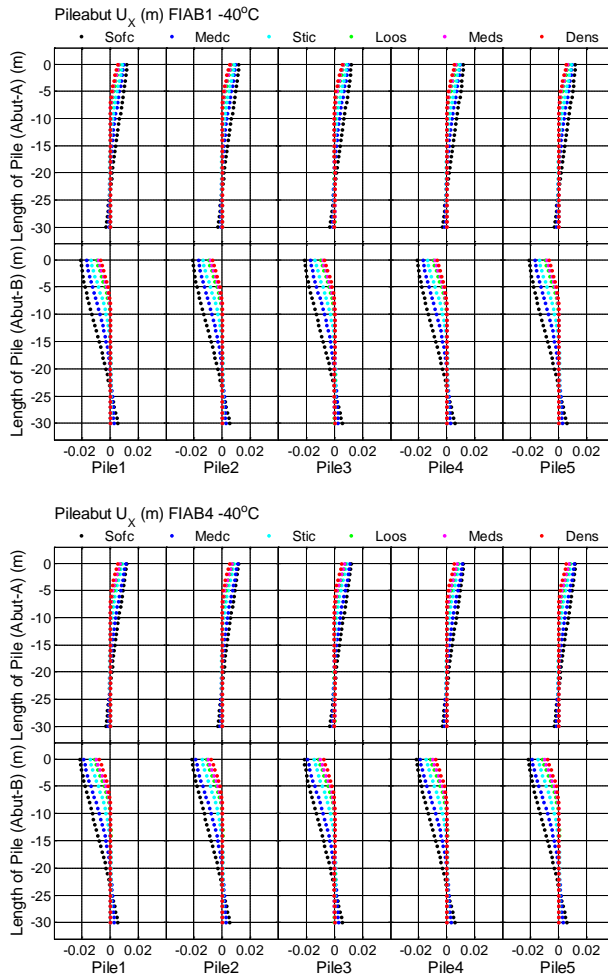 Pileabut U_X (m) FIAB1 -40°C
Sofc Medc Stic Loos Meds Dens
Length of Pile (Abut-A) (m)
0
-5
-10
-15
-20
-25
-30
Length of Pile (Abut-B) (m)
0
-5
-10
-15
-20
-25
-30
-0.02 0 0.02 -0.02 0 0.02 -0.02 0 0.02 -0.02 0 0.02 -0.02 0 0.02
Pile1 Pile2 Pile3 Pile4 Pile5
Pileabut U_X (m) FIAB4 -40°C
Sofc Medc Stic Loos Meds Dens
Length of Pile (Abut-A) (m)
0
-5
-10
-15
-20
-25
-30
Length of Pile (Abut-B) (m)
0
-5
-10
-15
-20
-25
-30
-0.02 0 0.02 -0.02 0 0.02 -0.02 0 0.02 -0.02 0 0.02 -0.02 0 0.02
Pile1 Pile2 Pile3 Pile4 Pile5